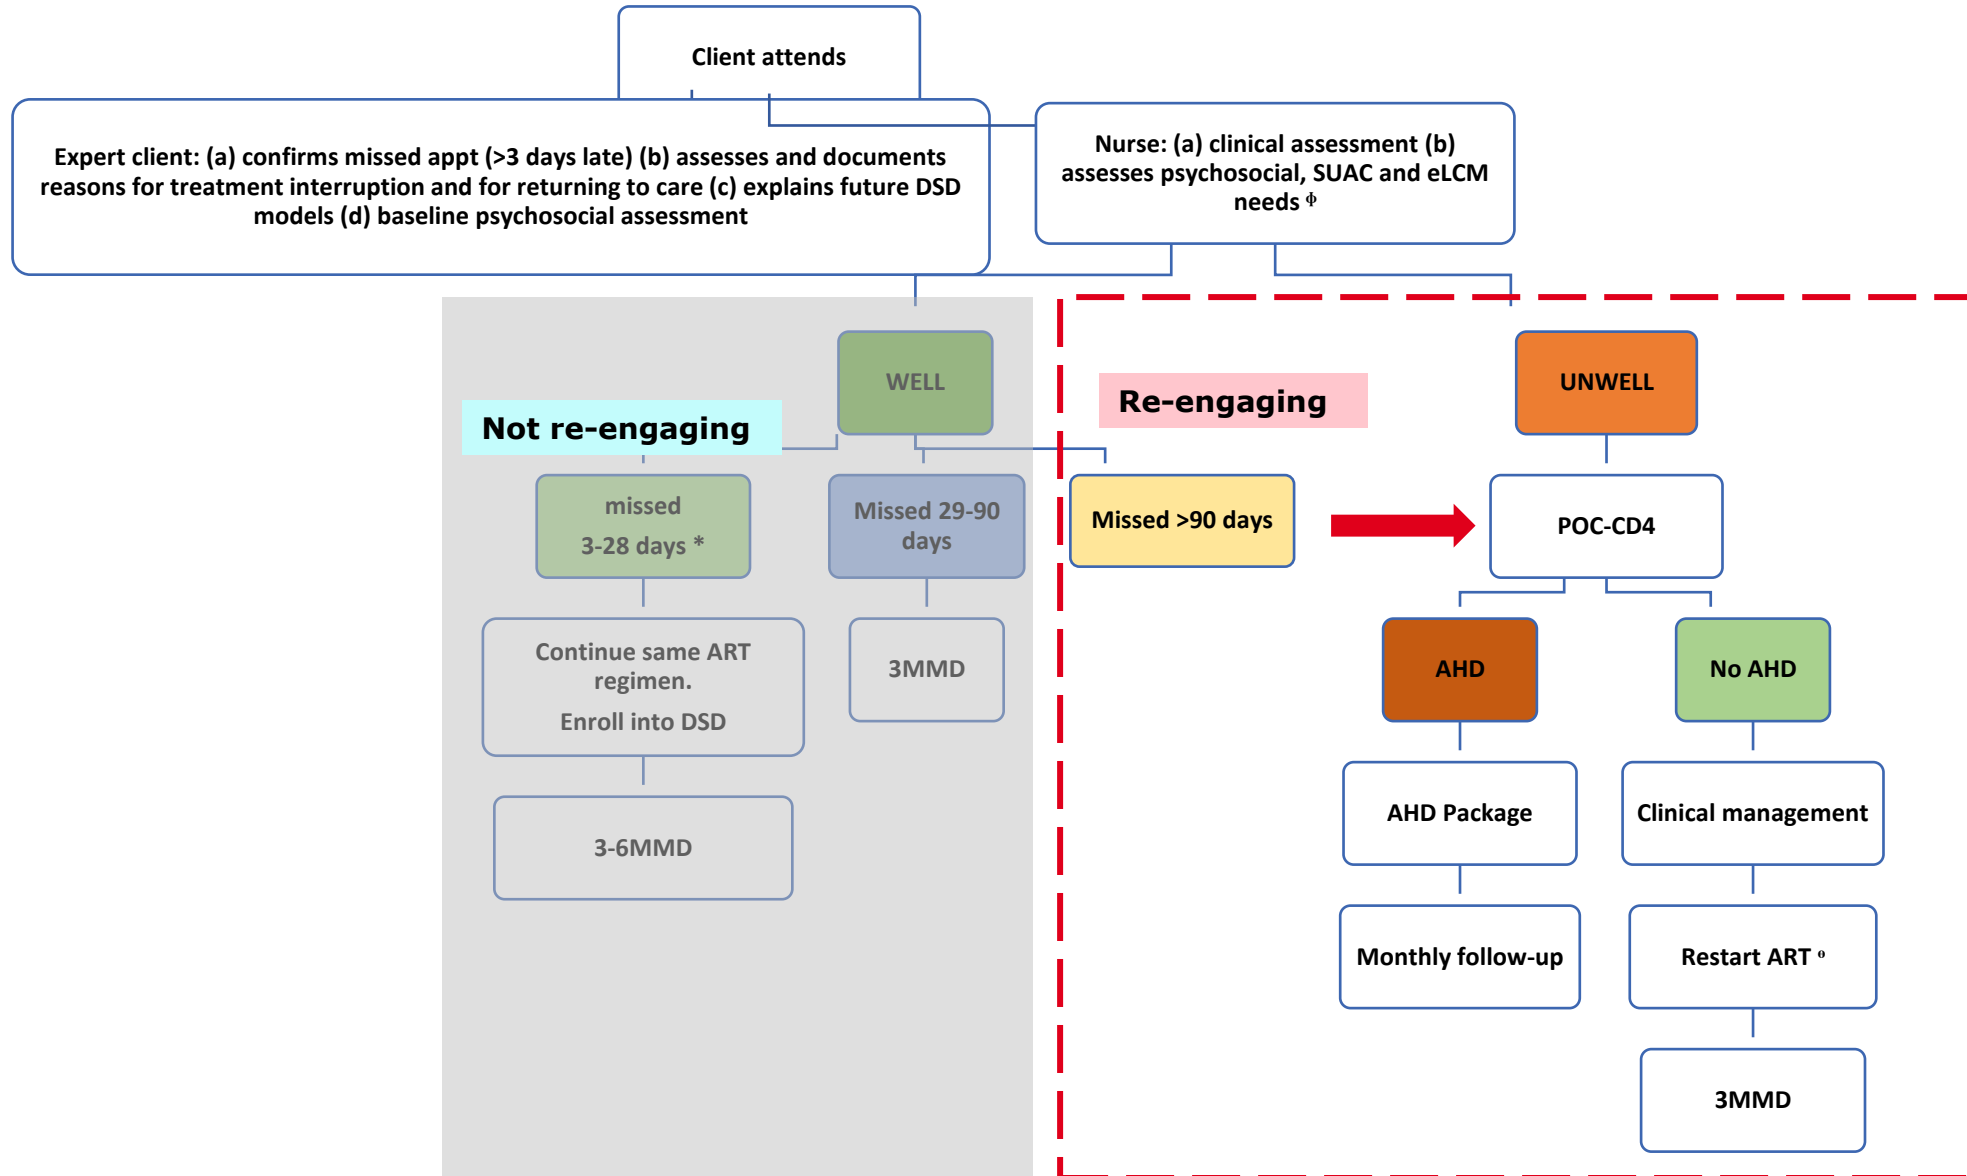 Client attends
Expert client: (a) confirms missed appt (>3 days late) (b) assesses and documents
reasons for treatment interruption and for returning to care (c) explains future DSD
models (d) baseline psychosocial assessment
Nurse: (a) clinical assessment (b)
assesses psychosocial, SUAC and eLCM
needs ᶲ
WELL
UNWELL
Not re-engaging
Re-engaging
missed
3-28 days *
Missed 29-90
days
Missed >90 days
POC-CD4
Continue same ART
regimen.
Enroll into DSD
3MMD
AHD
No AHD
3-6MMD
AHD Package
Clinical management
Monthly follow-up
Restart ART ᶿ
3MMD